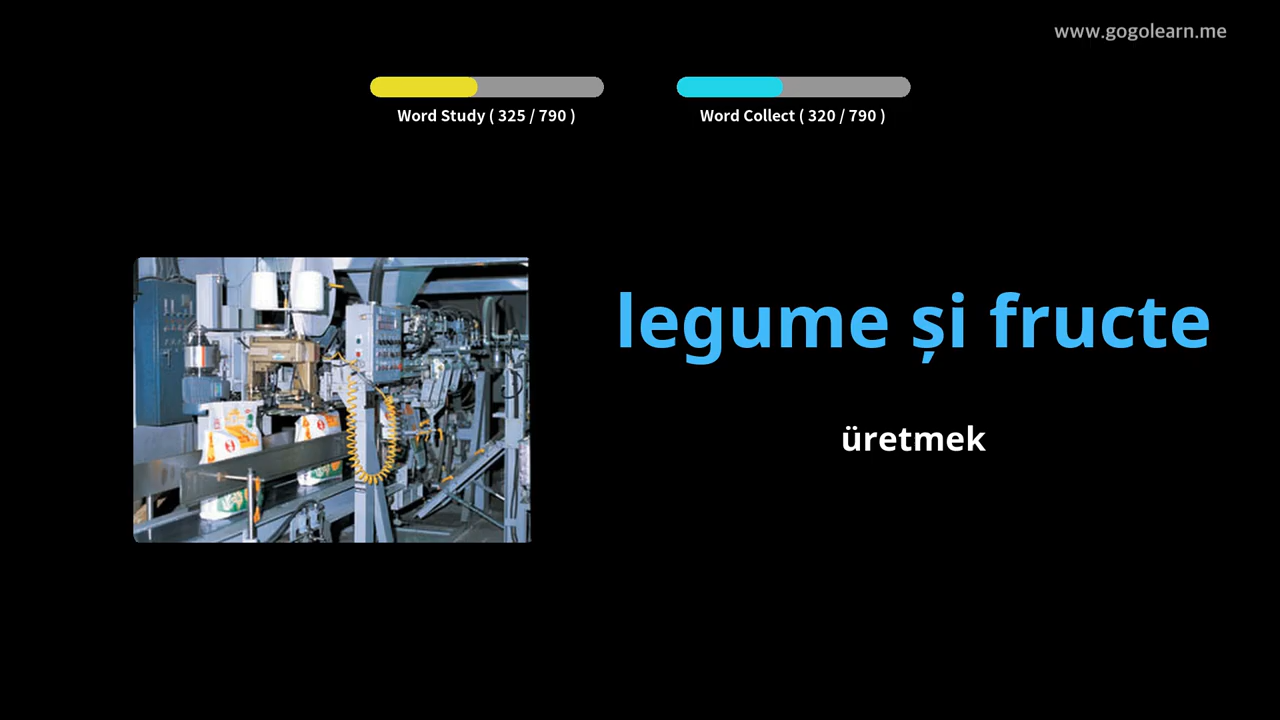 www.gogolearn.me
Word Study ( 325 / 790 )
Word Collect ( 320 / 790 )
legume și fructe
üretmek